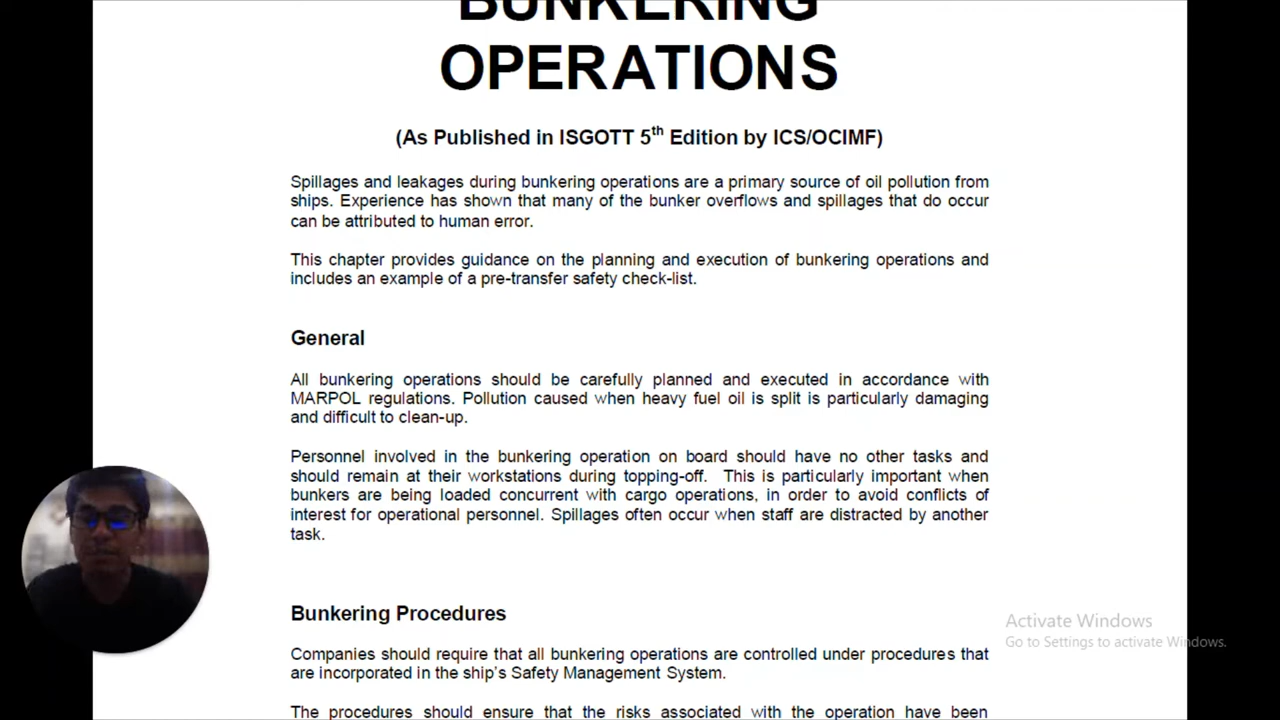 BUNKERING
OPERATIONS
(As Published in ISGOTT 5th Edition by ICS/OCIMF)
Spillages and leakages during bunkering operations are a primary source of oil pollution from
ships. Experience has shown that many of the bunker overflows and spillages that do occur
can be attributed to human error.
This chapter provides guidance on the planning and execution of bunkering operations and
includes an example of a pre-transfer safety check-list.
General
All bunkering operations should be carefully planned and executed in accordance with
MARPOL regulations. Pollution caused when heavy fuel oil is split is particularly damaging
and difficult to clean-up.
Personnel involved in the bunkering operation on board should have no other tasks and
should remain at their workstations during topping-off. This is particularly important when
bunkers are being loaded concurrent with cargo operations, in order to avoid conflicts of
interest for operational personnel. Spillages often occur when staff are distracted by another
task.
Bunkering Procedures
Companies should require that all bunkering operations are controlled under procedures that
are incorporated in the ship's Safety Management System.
The procedures should ensure that the risks associated with the operation have been
Activate Windows
Go to Settings to activate Windows.